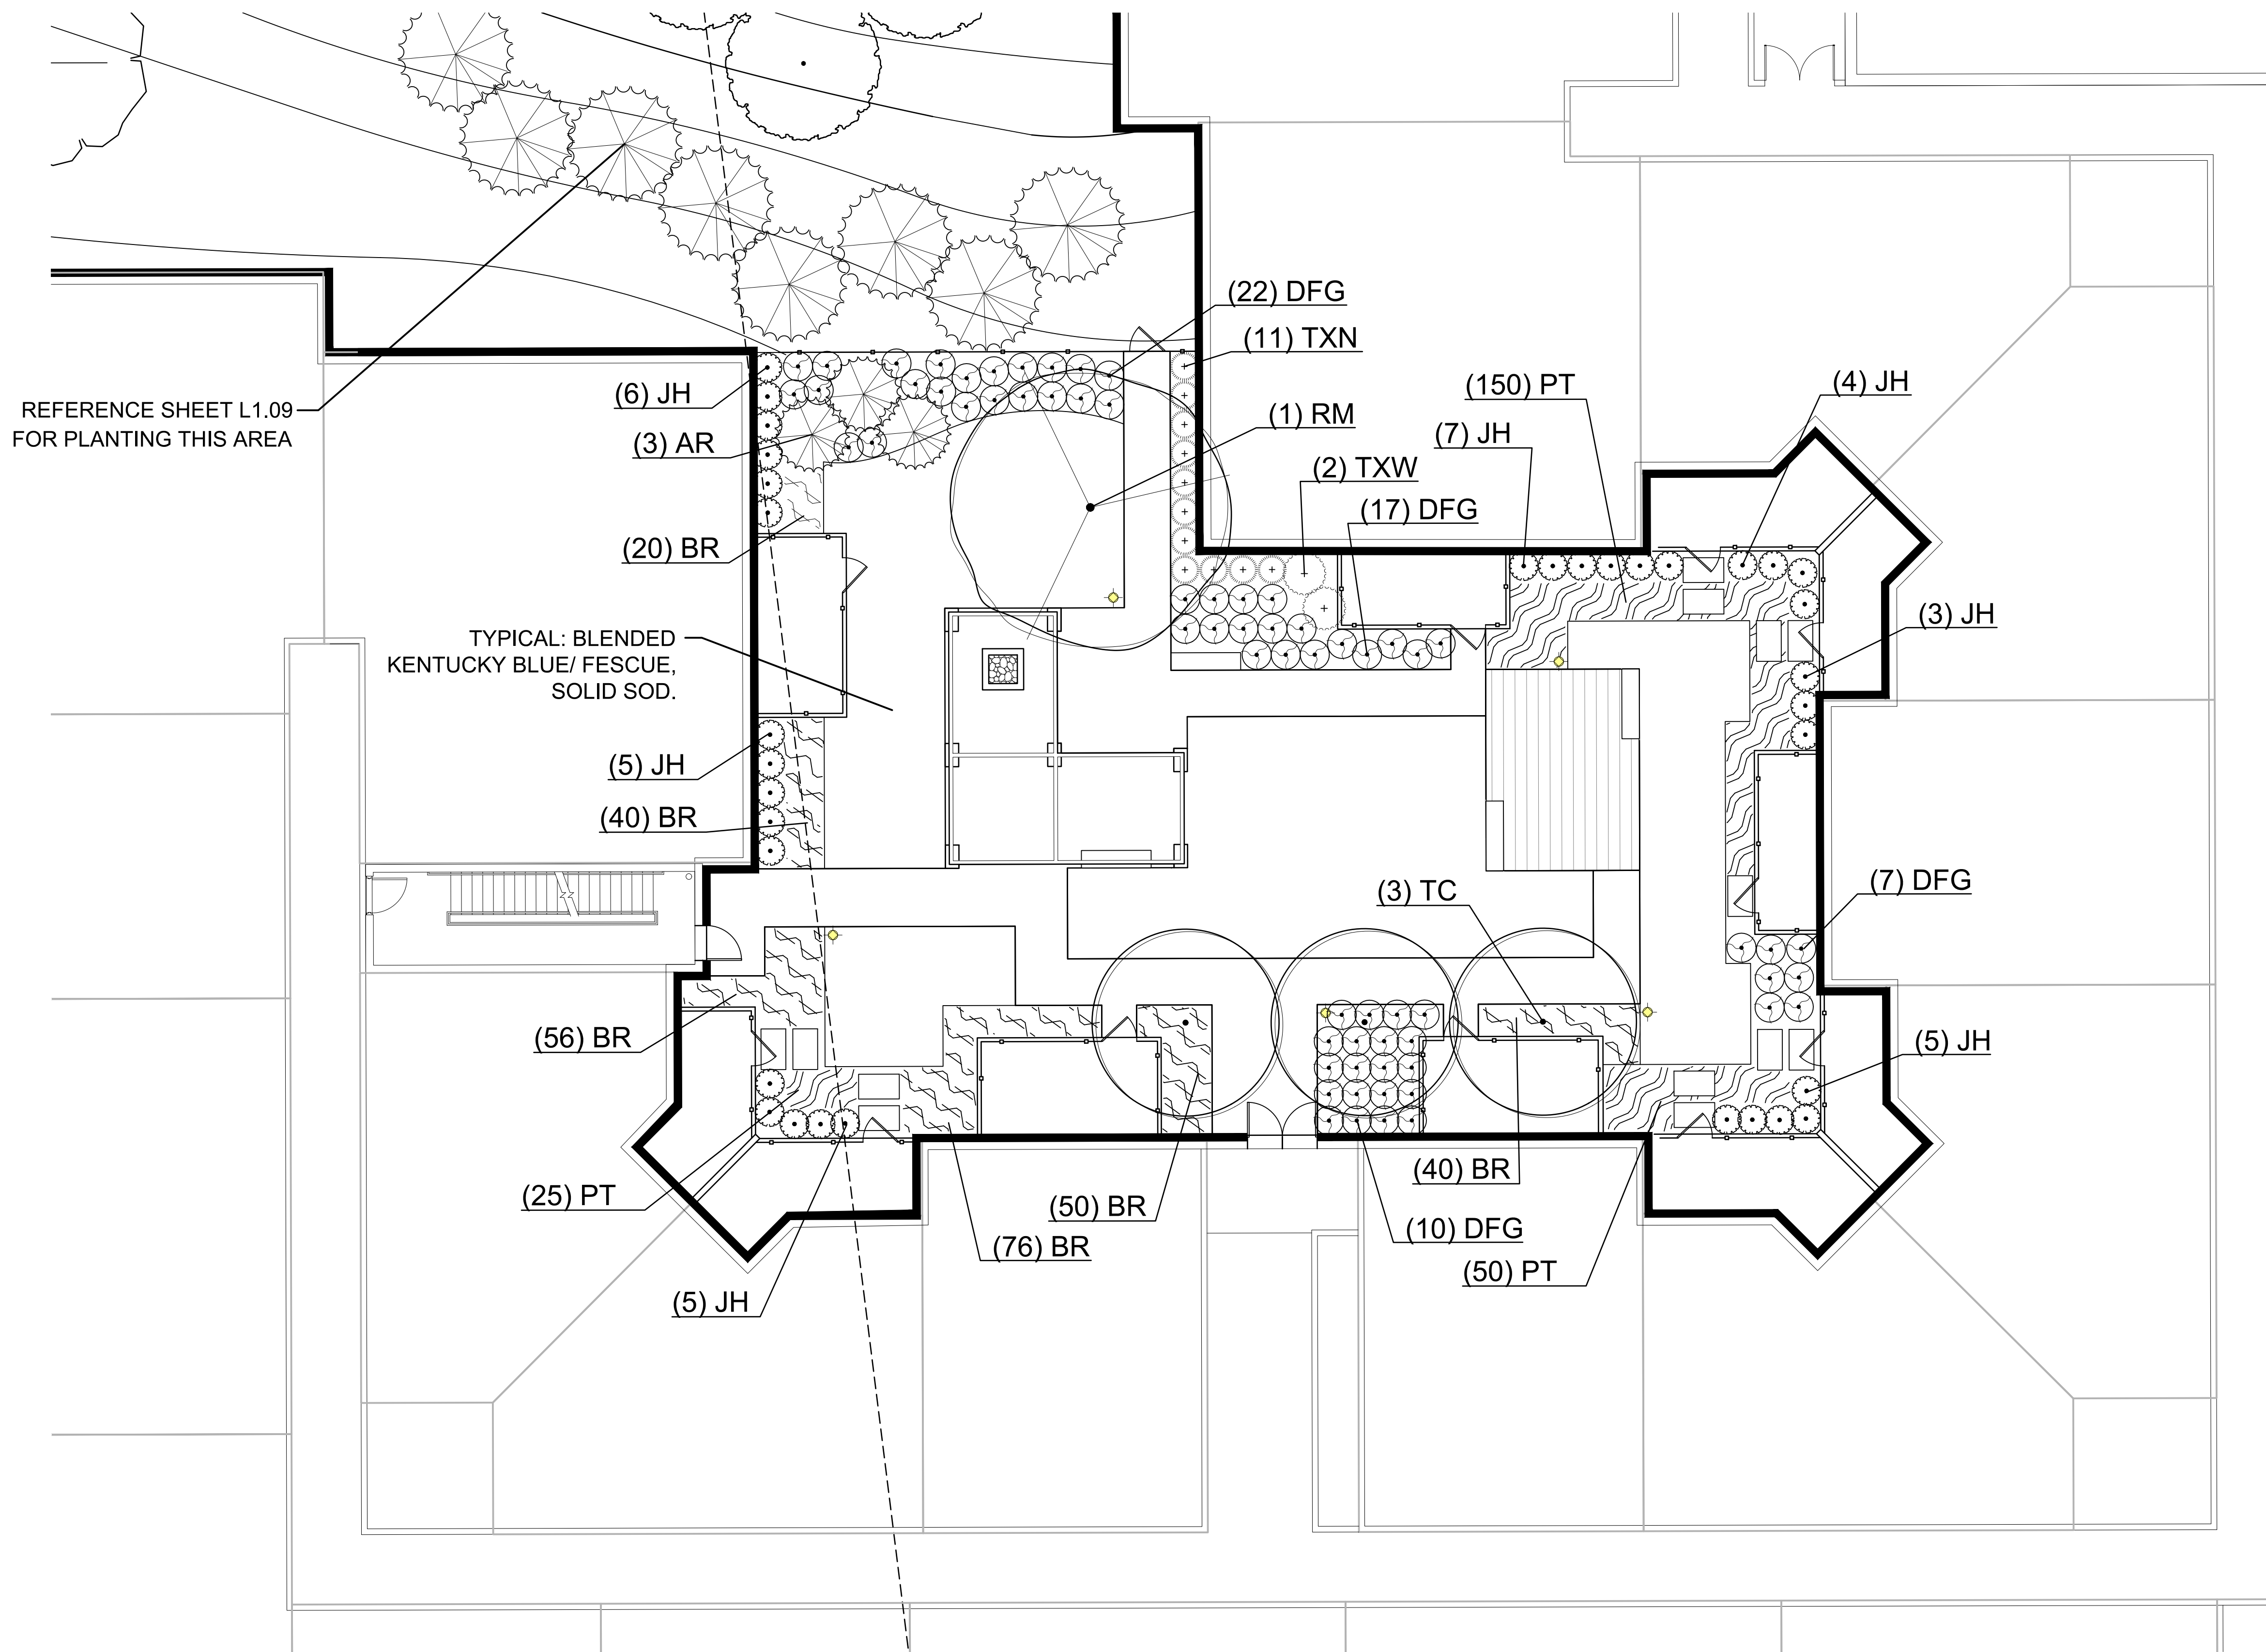 (22) DFG
(11) TXN
(6) JH
(150) PT
(4) JH
REFERENCE SHEET L1.09
FOR PLANTING THIS AREA
(1) RM
(3) AR
(7) JH
(2) TXW
(17) DFG
(20) BR
(3) JH
TYPICAL: BLENDED
KENTUCKY BLUE/ FESCUE,
SOLID SOD.
(5) JH
(40) BR
(3) TC
(7) DFG
(56) BR
(5) JH
(40) BR
(25) PT
(50) BR
(10) DFG
(76) BR
(50) PT
(5) JH